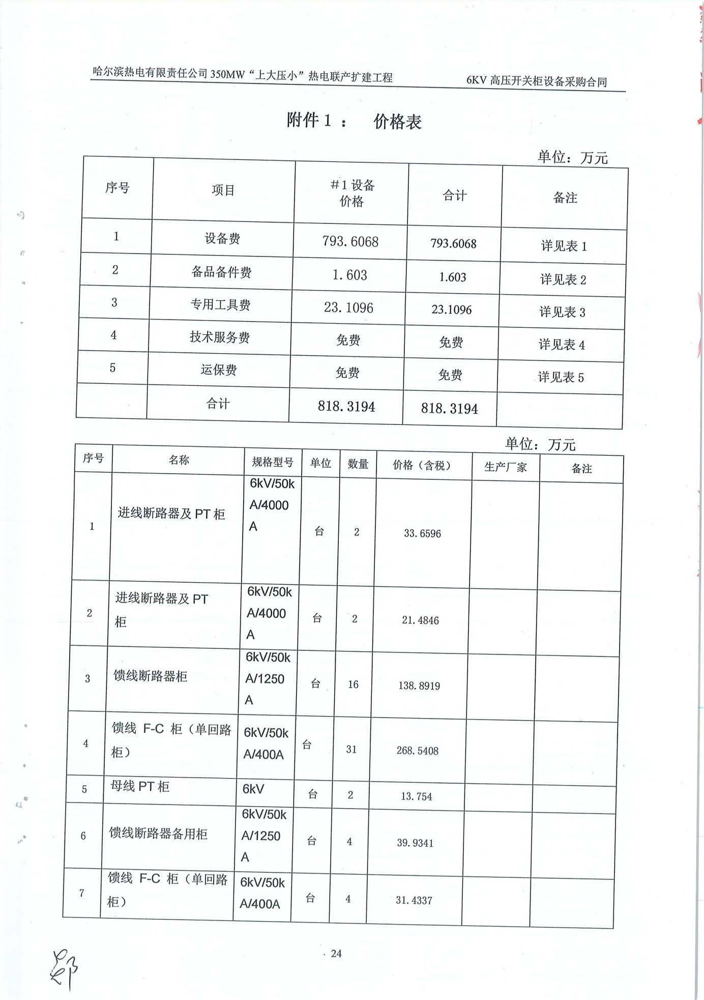 哈尔滨热电有限责任公司 350MW“上大压小”热电联产扩建工程 6KV 高压开关柜设备采购合同
附件 1 ： 价格表
单位：万元
序号 项目 #1 设备价格 合计 备注
1 设备费 793.6068 793.6068 详见表 1
2 备品备件费 1.603 1.603 详见表 2
3 专用工具费 23.1096 23.1096 详见表 3
4 技术服务费 免费 免费 详见表 4
5 运保费 免费 免费 详见表 5
合计 818.3194 818.3194
单位：万元
序号 名称 规格型号 单位 数量 价格（含税） 生产厂家 备注
1 进线断路器及 PT 柜 6kV/50kA/4000A 台 2 33.6596
2 进线断路器及 PT 柜 6kV/50kA/4000A 台 2 21.4846
3 馈线断路器柜 6kV/50kA/1250A 台 16 138.8919
4 馈线 F-C 柜（单回路柜） 6kV/50kA/400A 台 31 268.5408
5 母线 PT 柜 6kV 台 2 13.754
6 馈线断路器备用柜 6kV/50kA/1250A 台 4 39.9341
7 馈线 F-C 柜（单回路柜） 6kV/50kA/400A 台 4 31.4337
24